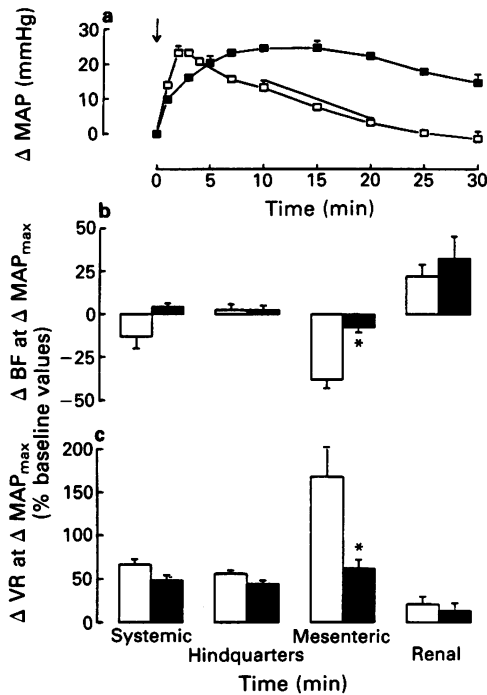 a
Δ MAP (mmHg)
30
20
10
0
0 5 10 15 20 25 30
Time (min)
b
Δ BF at Δ MAPmax
50
25
0
−25
−50
*
c
Δ VR at Δ MAPmax
(% baseline values)
200
150
100
50
0
*
Systemic
Hindquarters
Mesenteric
Renal
Time (min)